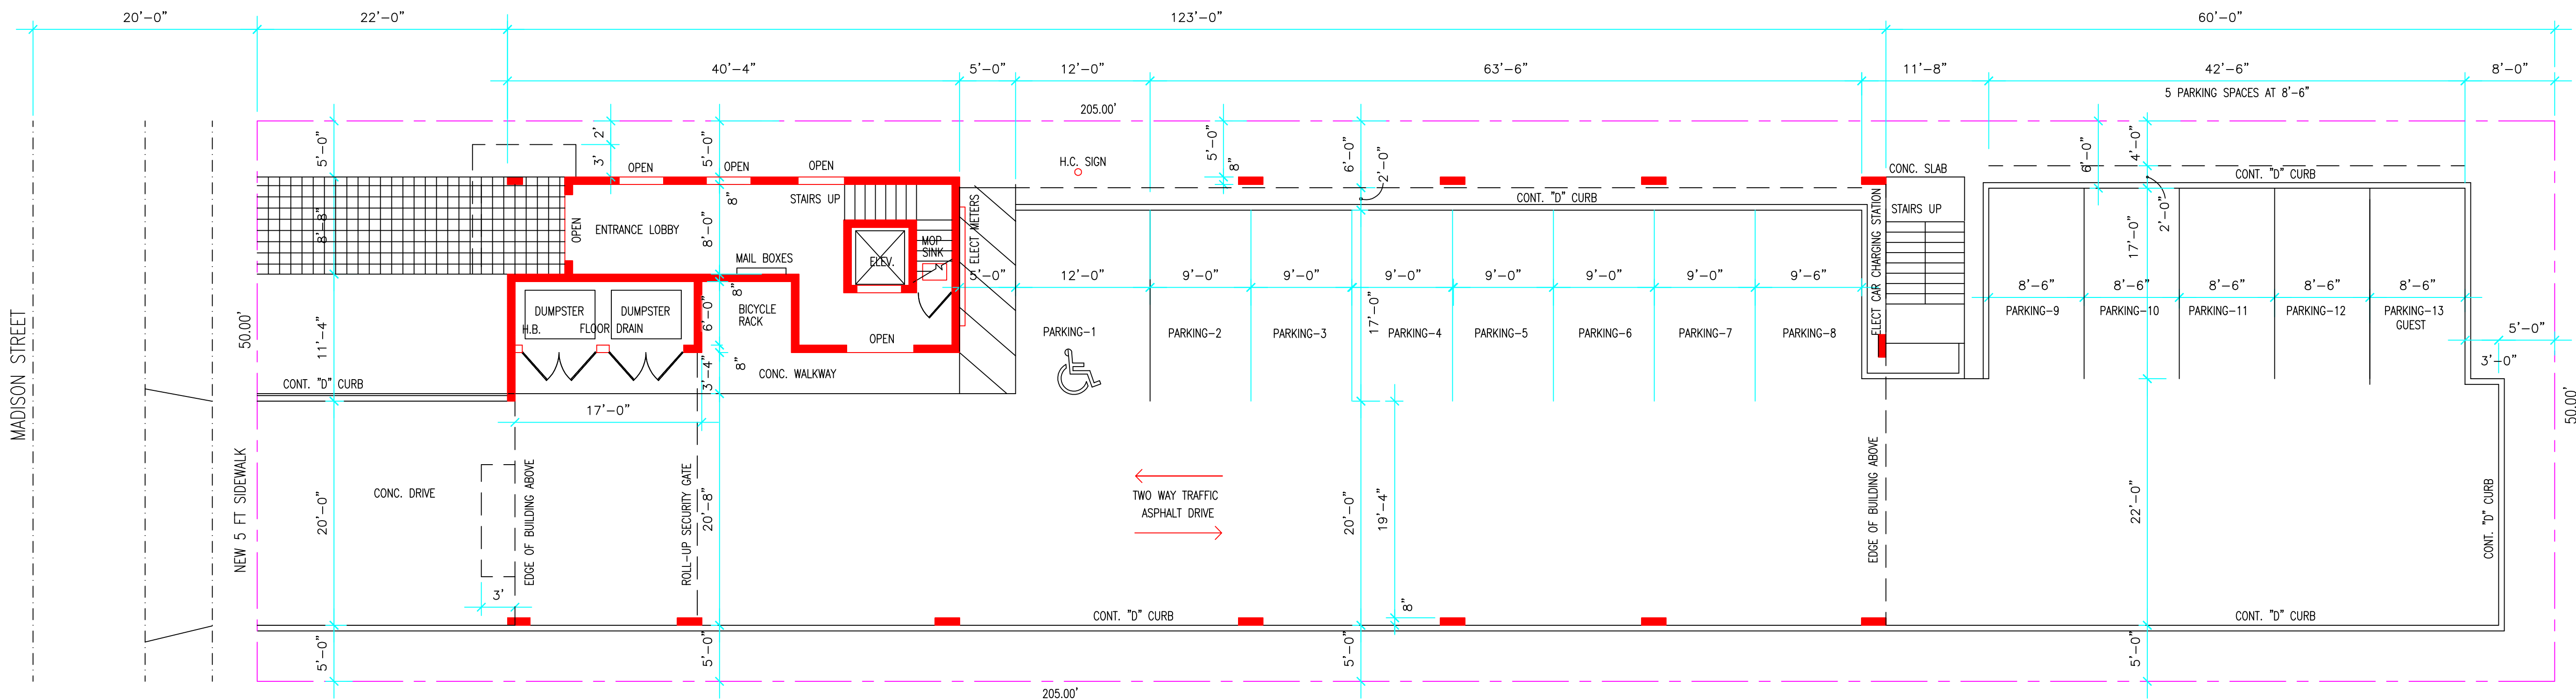 20'-0"
22'-0"
123'-0"
60'-0"
40'-4"
5'-0"
12'-0"
63'-6"
11'-8"
42'-6"
8'-0"
5 PARKING SPACES AT 8'-6"
205.00'
5'-0"
2'
3'
5'-0"
5'-0"
8"
6'-0"
2'-0"
6'-0"
4'-0"
OPEN
OPEN
OPEN
H.C. SIGN
CONC. SLAB
CONT. "D" CURB
8'-8"
OPEN
ENTRANCE LOBBY
8'-0"
8"
STAIRS UP
MOP
SINK
ELEV.
ELECT METERS
CONT. "D" CURB
ELECT CAR CHARGING STATION
STAIRS UP
17'-0"
2'-0"
MAIL BOXES
5'-0"
12'-0"
9'-0"
9'-0"
9'-0"
9'-0"
9'-0"
9'-0"
9'-6"
8'-6"
8'-6"
8'-6"
8'-6"
8'-6"
MADISON STREET
50.00'
11'-4"
DUMPSTER
DUMPSTER
H.B.
FLOOR DRAIN
6'-0"
8"
BICYCLE
RACK
OPEN
PARKING-1
PARKING-2
PARKING-3
17'-0"
PARKING-4
PARKING-5
PARKING-6
PARKING-7
PARKING-8
PARKING-9
PARKING-10
PARKING-11
PARKING-12
PARKING-13
GUEST
5'-0"
3'-0"
CONT. "D" CURB
3'-4"
8"
CONC. WALKWAY
17'-0"
50.00'
NEW 5 FT SIDEWALK
20'-0"
CONC. DRIVE
EDGE OF BUILDING ABOVE
ROLL-UP SECURITY GATE
20'-8"
TWO WAY TRAFFIC
ASPHALT DRIVE
20'-0"
19'-4"
EDGE OF BUILDING ABOVE
22'-0"
CONT. "D" CURB
3'
8"
CONT. "D" CURB
CONT. "D" CURB
5'-0"
5'-0"
5'-0"
5'-0"
205.00'